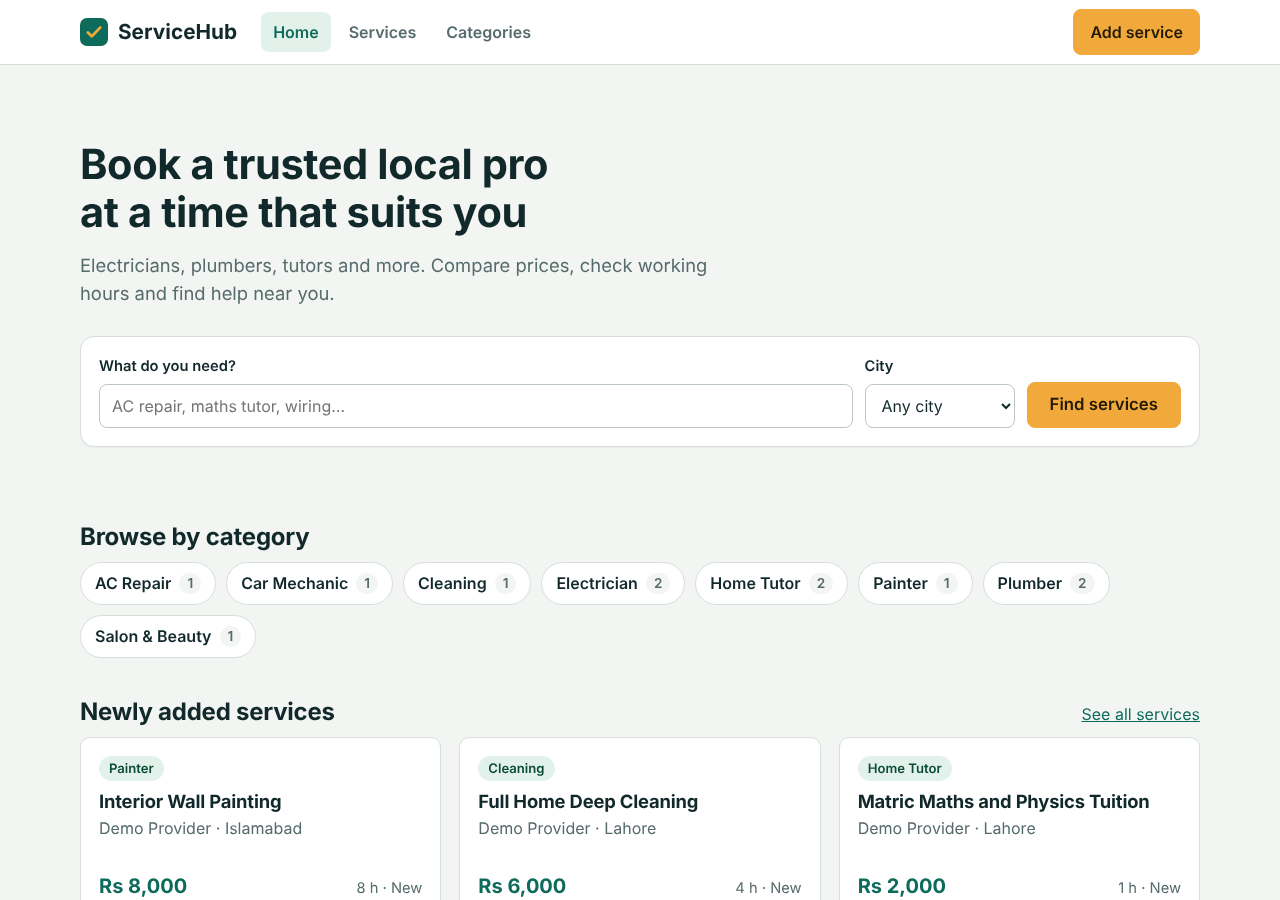 ServiceHub Home Services Categories Add service
Book a trusted local pro
at a time that suits you
Electricians, plumbers, tutors and more. Compare prices, check working
hours and find help near you.
What do you need? City
AC repair, maths tutor, wiring... Any city Find services
Browse by category
AC Repair 1 Car Mechanic 1 Cleaning 1 Electrician 2 Home Tutor 2 Painter 1 Plumber 2
Salon & Beauty 1
Newly added services See all services
Painter Cleaning Home Tutor
Interior Wall Painting Full Home Deep Cleaning Matric Maths and Physics Tuition
Demo Provider · Islamabad Demo Provider · Lahore Demo Provider · Lahore
Rs 8,000 8 h · New Rs 6,000 4 h · New Rs 2,000 1 h · New